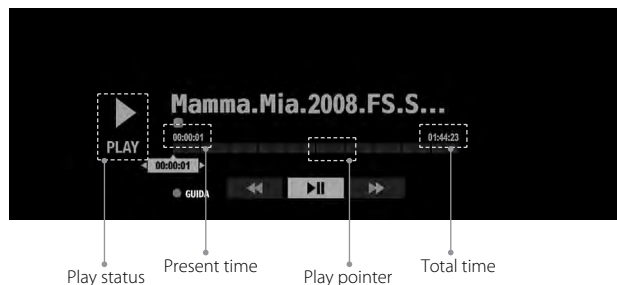 Mamma.Mia.2008.FS.S...
00:00:01
01:44:23
PLAY
00:00:01
GUIDA
Play status
Present time
Play pointer
Total time